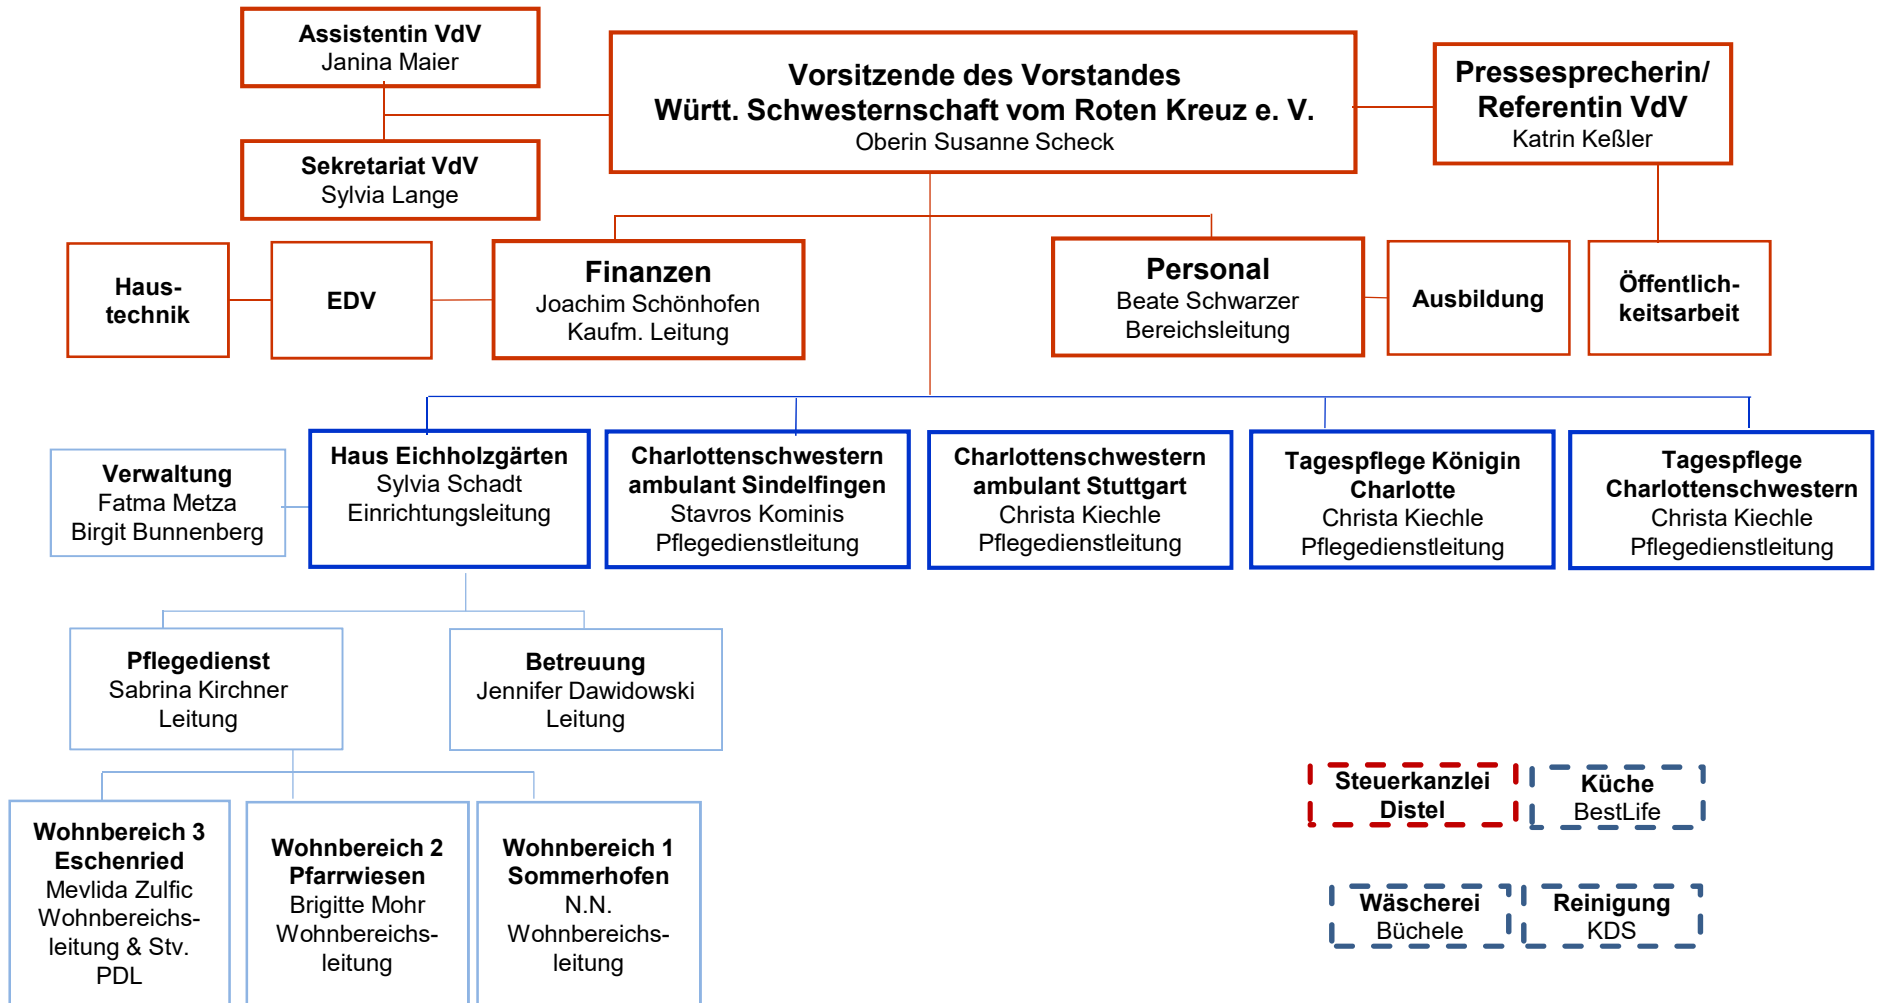 Assistentin VdV
Janina Maier
Vorsitzende des Vorstandes
Württ. Schwesternschaft vom Roten Kreuz e. V.
Oberin Susanne Scheck
Pressesprecherin/
Referentin VdV
Katrin Keßler
Sekretariat VdV
Sylvia Lange
Haus-
technik
EDV
Finanzen
Joachim Schönhofen
Kaufm. Leitung
Personal
Beate Schwarzer
Bereichsleitung
Ausbildung
Öffentlich-
keitsarbeit
Verwaltung
Fatma Metza
Birgit Bunnenberg
Haus Eichholzgärten
Sylvia Schadt
Einrichtungsleitung
Charlottenschwestern
ambulant Sindelfingen
Stavros Kominis
Pflegedienstleitung
Charlottenschwestern
ambulant Stuttgart
Christa Kiechle
Pflegedienstleitung
Tagespflege Königin
Charlotte
Christa Kiechle
Pflegedienstleitung
Tagespflege
Charlottenschwestern
Christa Kiechle
Pflegedienstleitung
Pflegedienst
Sabrina Kirchner
Leitung
Betreuung
Jennifer Dawidowski
Leitung
Wohnbereich 3
Eschenried
Mevlida Zulfic
Wohnbereichs-
leitung & Stv.
PDL
Wohnbereich 2
Pfarrwiesen
Brigitte Mohr
Wohnbereichs-
leitung
Wohnbereich 1
Sommerhofen
N.N.
Wohnbereichs-
leitung
Steuerkanzlei
Distel
Küche
BestLife
Wäscherei
Büchele
Reinigung
KDS